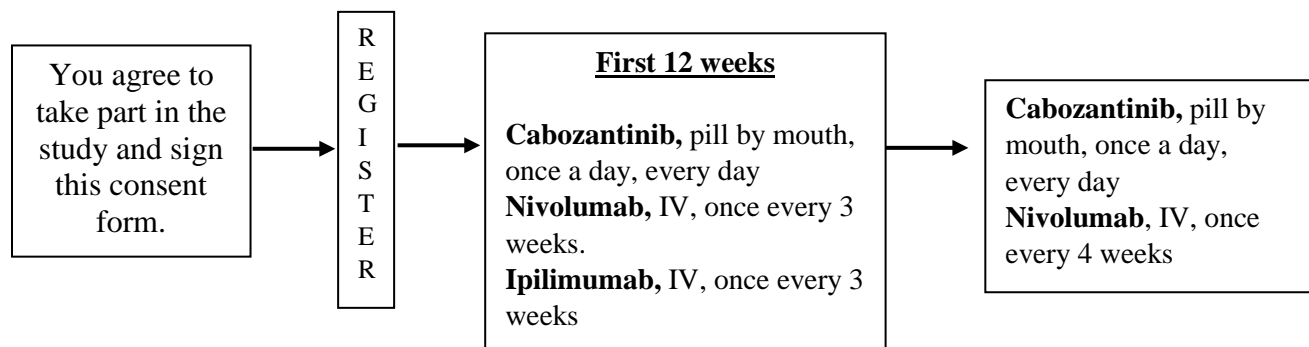 You agree to
take part in the
study and sign
this consent
form.
R
E
G
I
S
T
E
R
First 12 weeks
Cabozantinib, pill by mouth,
once a day, every day
Nivolumab, IV, once every 3
weeks.
Ipilimumab, IV, once every 3
weeks
Cabozantinib, pill by
mouth, once a day,
every day
Nivolumab, IV, once
every 4 weeks